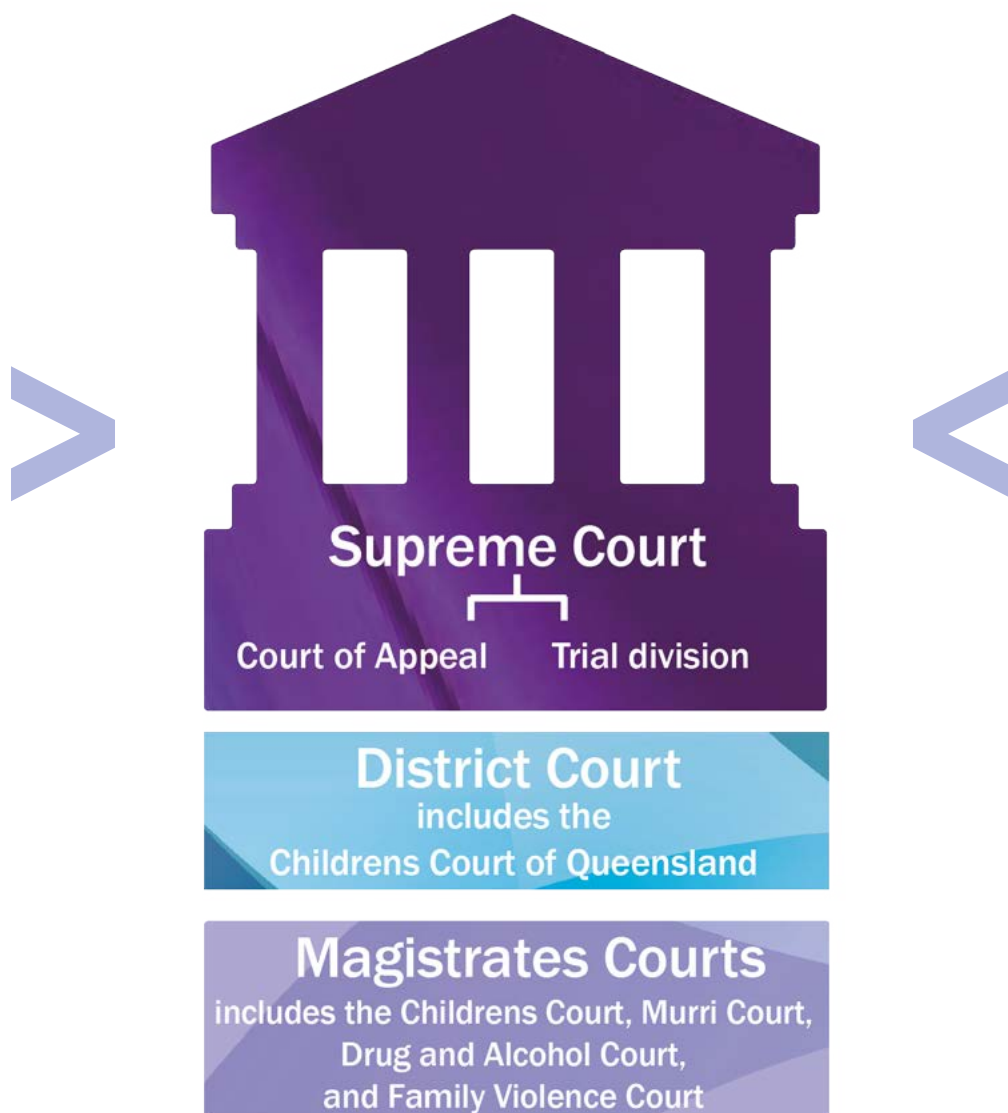 Supreme Court
Court of Appeal Trial division
District Court
includes the
Childrens Court of Queensland
Magistrates Courts
includes the Childrens Court, Murri Court,
Drug and Alcohol Court,
and Family Violence Court